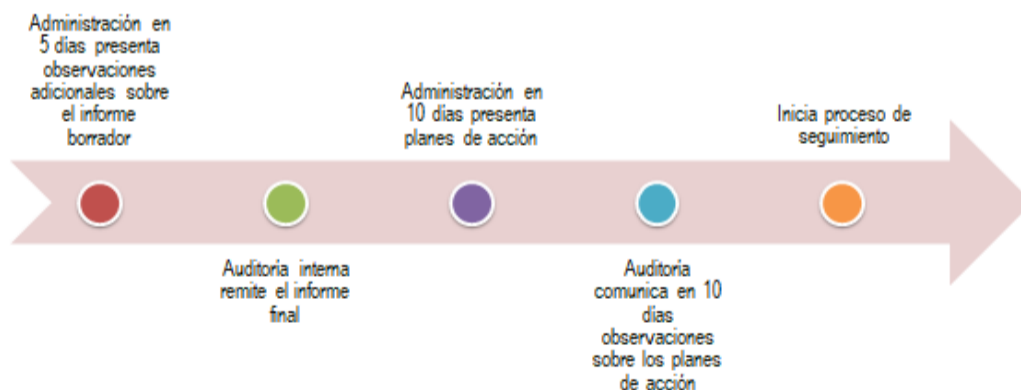 Administración en
5 días presenta
observaciones
adicionales sobre
el informe
borrador
Auditoría interna
remite el informe
final
Administración en
10 días presenta
planes de acción
Auditoría
comunica en 10
días
observaciones
sobre los planes
de acción
Inicia proceso de
seguimiento